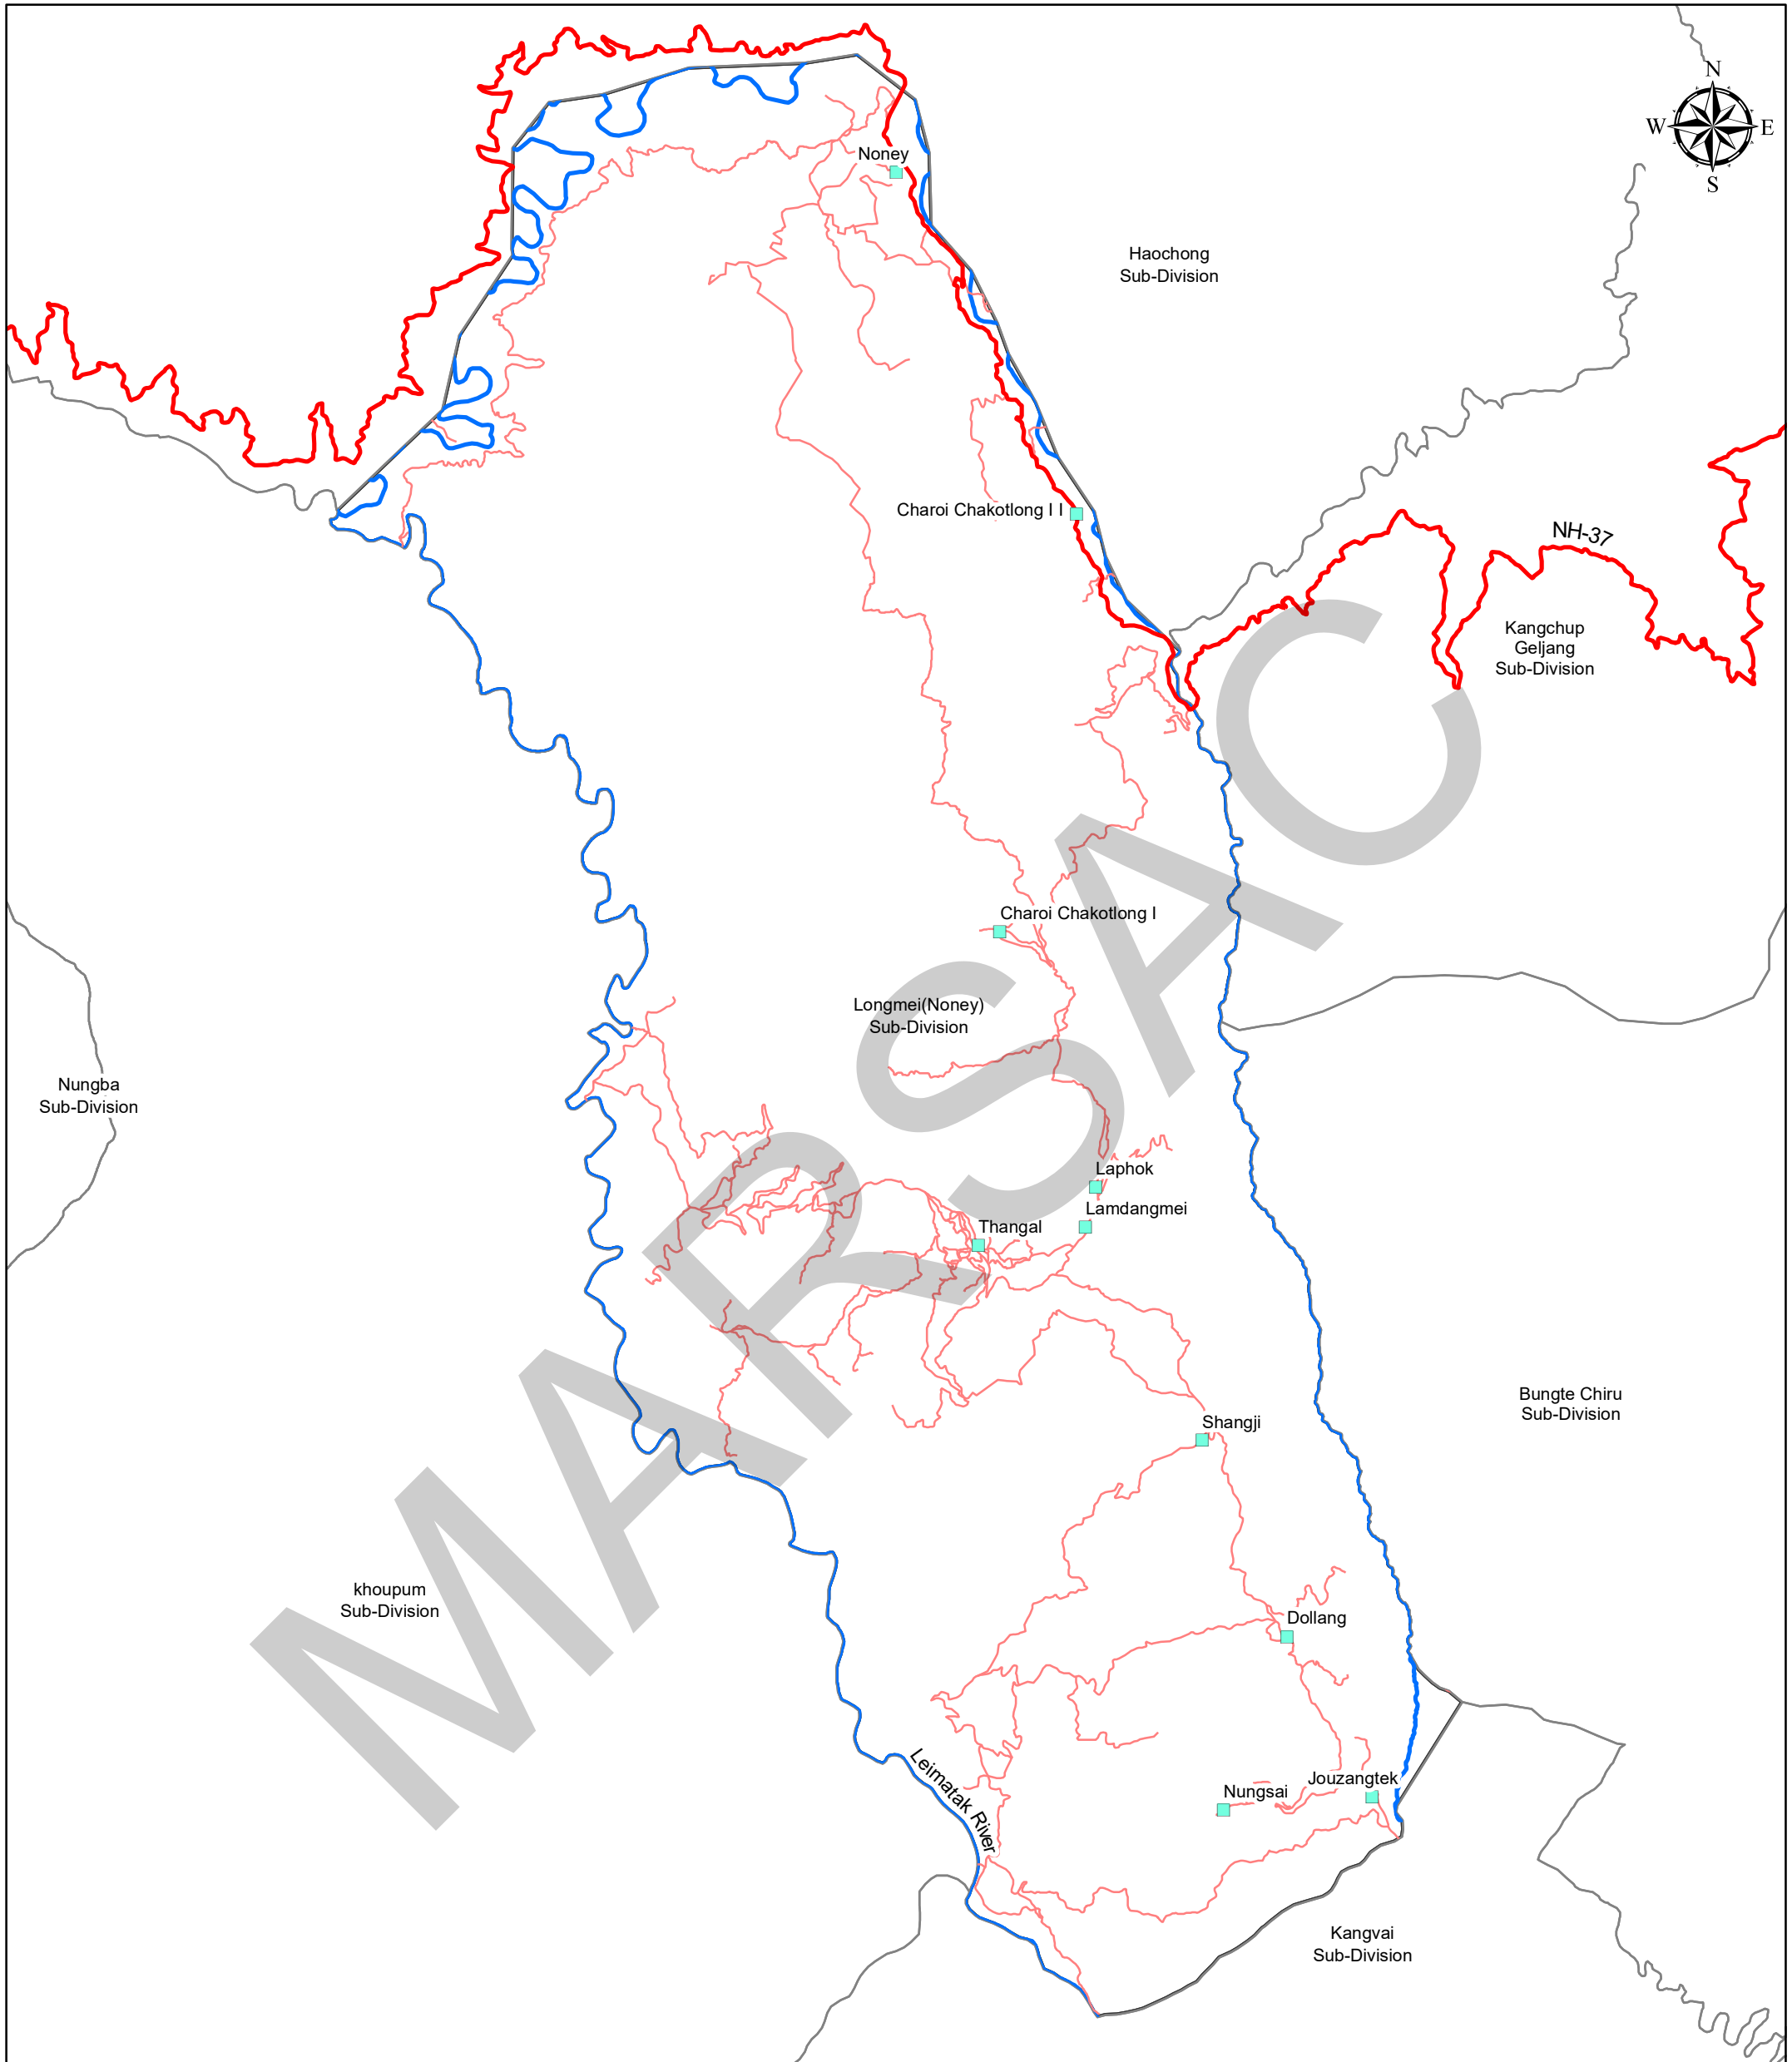 N
W E
S
Noney
Haochong
Sub-Division
Charoi Chakotlong I I
NH-37
Kangchup
Geljang
Sub-Division
Charoi Chakotlong I
Longmei(Noney)
Sub-Division
Nungba
Sub-Division
Laphok
Lamdangmei
Thangal
Bungte Chiru
Sub-Division
Shangji
khoupum
Sub-Division
Dollang
Leimatak River
Jouzangtek
Nungsai
Kangvai
Sub-Division
MARSAC